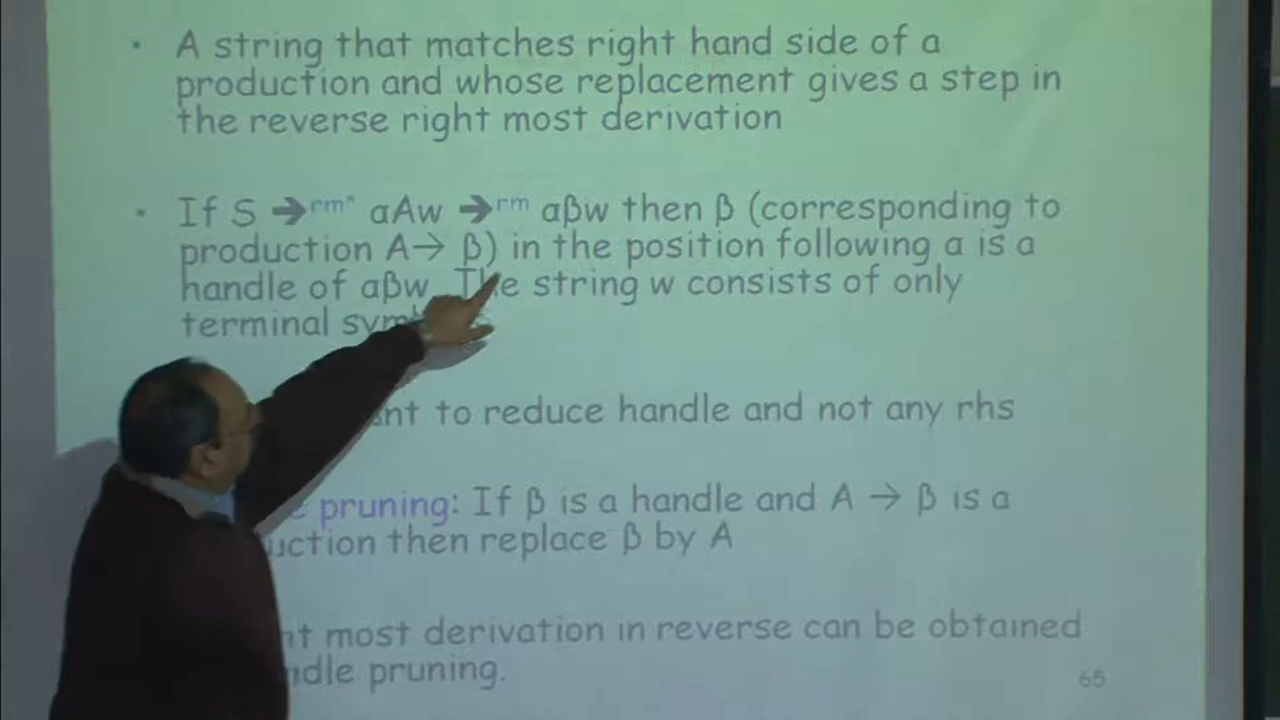 • A string that matches right hand side of a
production and whose replacement gives a step in
the reverse right most derivation
• If S ➔rm* αAw ➔rm αβw then β (corresponding to
production A→ β) in the position following α is a
handle of αβw. The string w consists of only
terminal
to reduce handle and not any rhs
pruning: If β is a handle and A → β is a
then replace β by A
most derivation in reverse can be obtained
pruning.
65